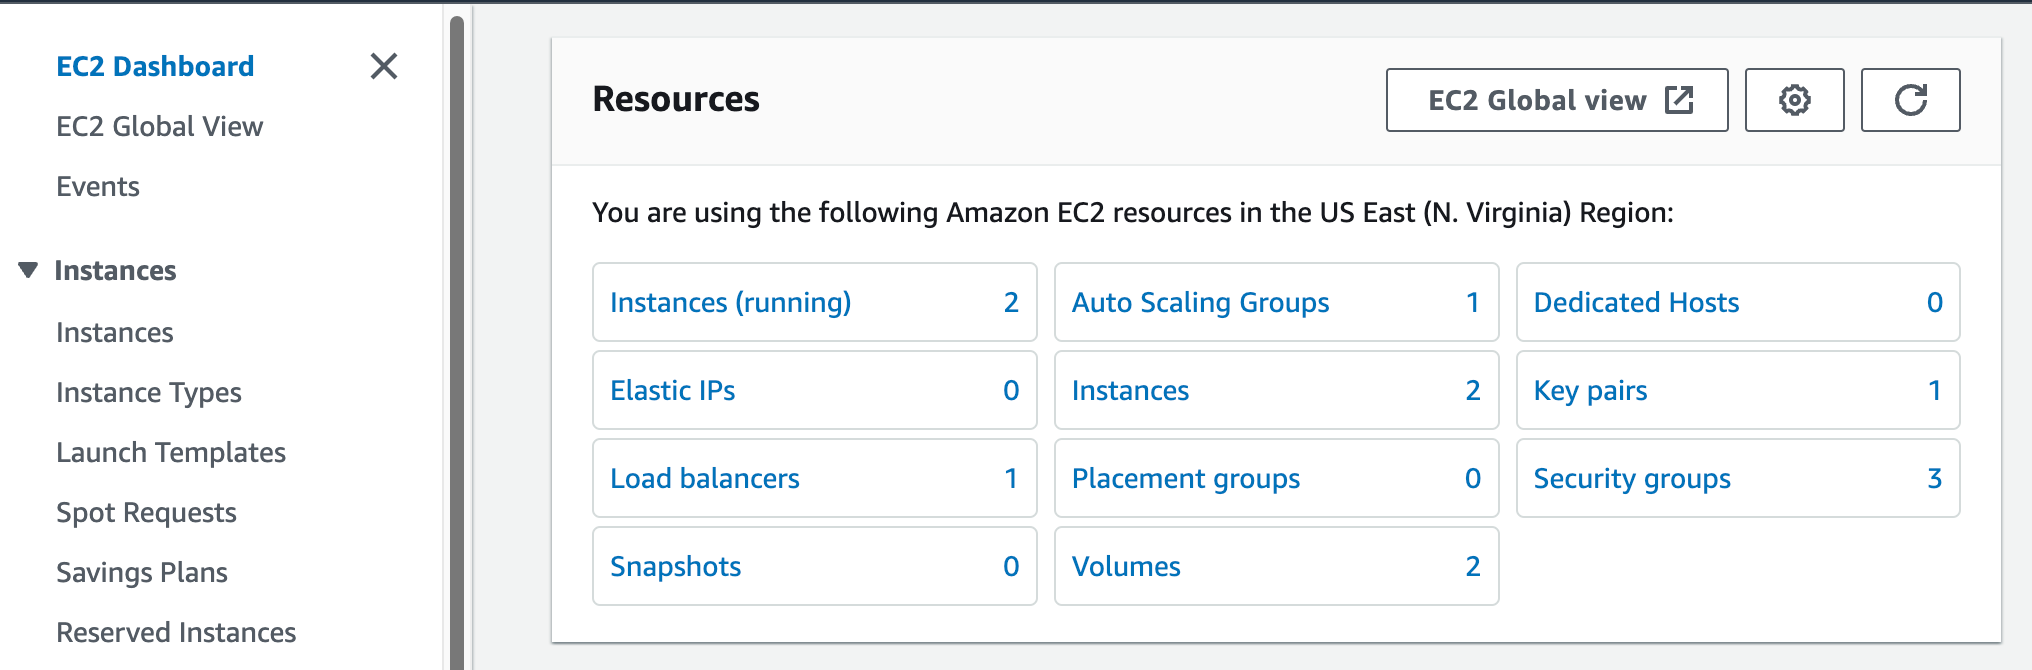 EC2 Dashboard
EC2 Global View
Events
Instances
Instances
Instance Types
Launch Templates
Spot Requests
Savings Plans
Reserved Instances
Resources
EC2 Global view
You are using the following Amazon EC2 resources in the US East (N. Virginia) Region:
Instances (running) 2
Auto Scaling Groups 1
Dedicated Hosts 0
Elastic IPs 0
Instances 2
Key pairs 1
Load balancers 1
Placement groups 0
Security groups 3
Snapshots 0
Volumes 2